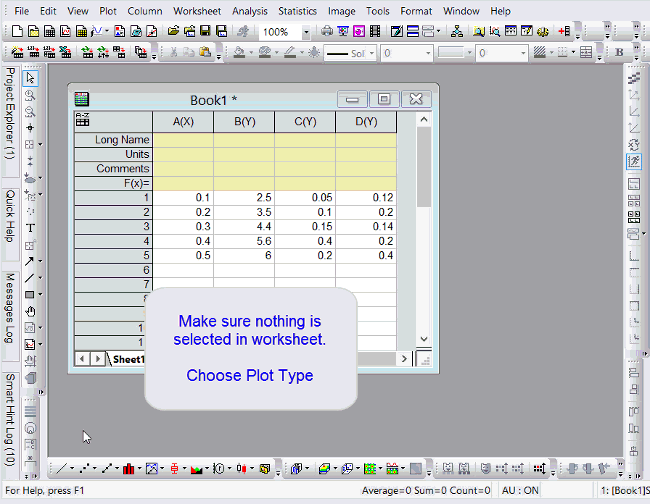 File Edit View Plot Column Worksheet Analysis Statistics Image Tools Format Window Help
100%
Sol 0 0 B
Project Explorer (1)
Quick Help
Messages Log
Smart Hint Log (10)
Book1 *
A(X) B(Y) C(Y) D(Y)
Long Name
Units
Comments
F(x)=
1 0.1 2.5 0.05 0.12
2 0.2 3.5 0.1 0.2
3 0.3 4.4 0.15 0.14
4 0.4 5.6 0.4 0.2
5 0.5 6 0.2 0.4
6
7
Sheet1
Make sure nothing is
selected in worksheet.
Choose Plot Type
For Help, press F1 Average=0 Sum=0 Count=0 AU : ON 1: [Book1]S